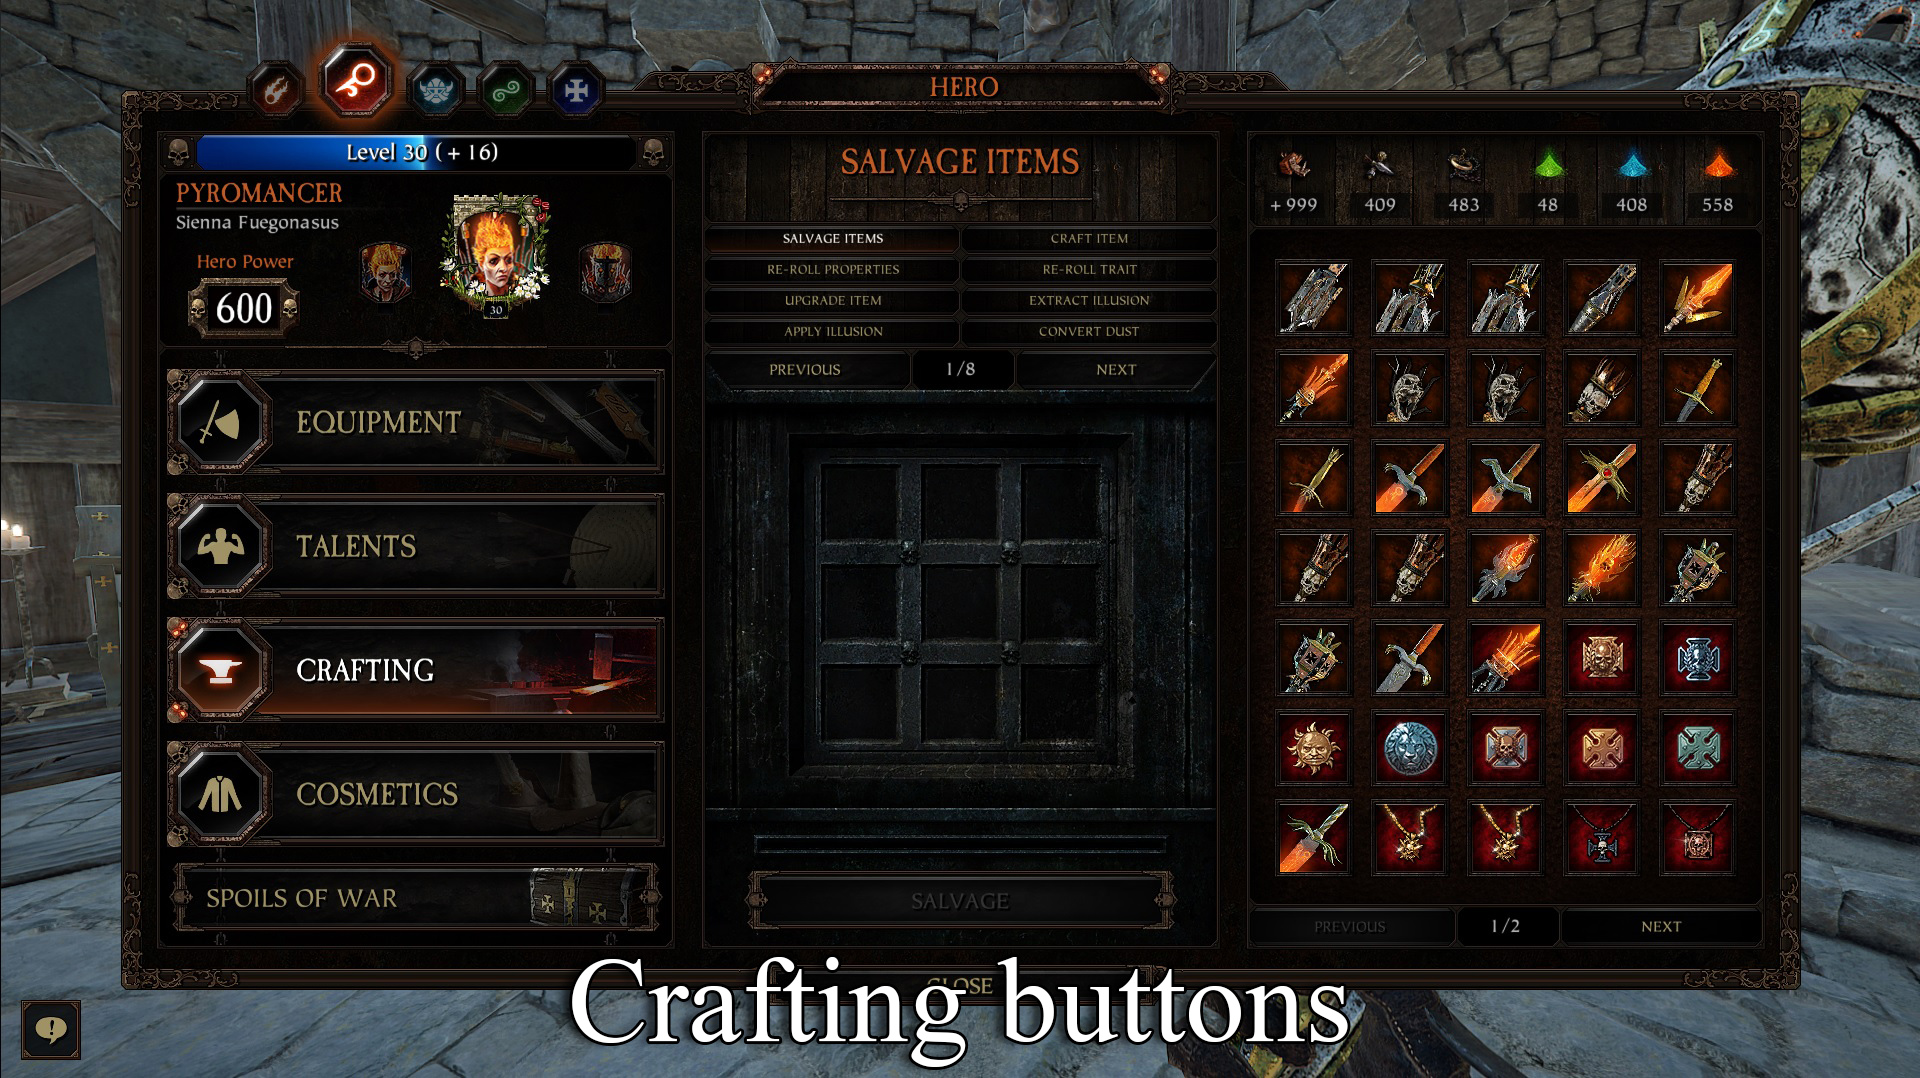 HERO
Level 30 ( + 16)
PYROMANCER
Sienna Fuegonasus
Hero Power
600
30
EQUIPMENT
TALENTS
CRAFTING
COSMETICS
SPOILS OF WAR
SALVAGE ITEMS
SALVAGE ITEMS
CRAFT ITEM
RE-ROLL PROPERTIES
RE-ROLL TRAIT
UPGRADE ITEM
EXTRACT ILLUSION
APPLY ILLUSION
CONVERT DUST
PREVIOUS
1/8
NEXT
SALVAGE
+ 999
409
483
48
408
558
PREVIOUS
1/2
NEXT
CLOSE
Crafting buttons